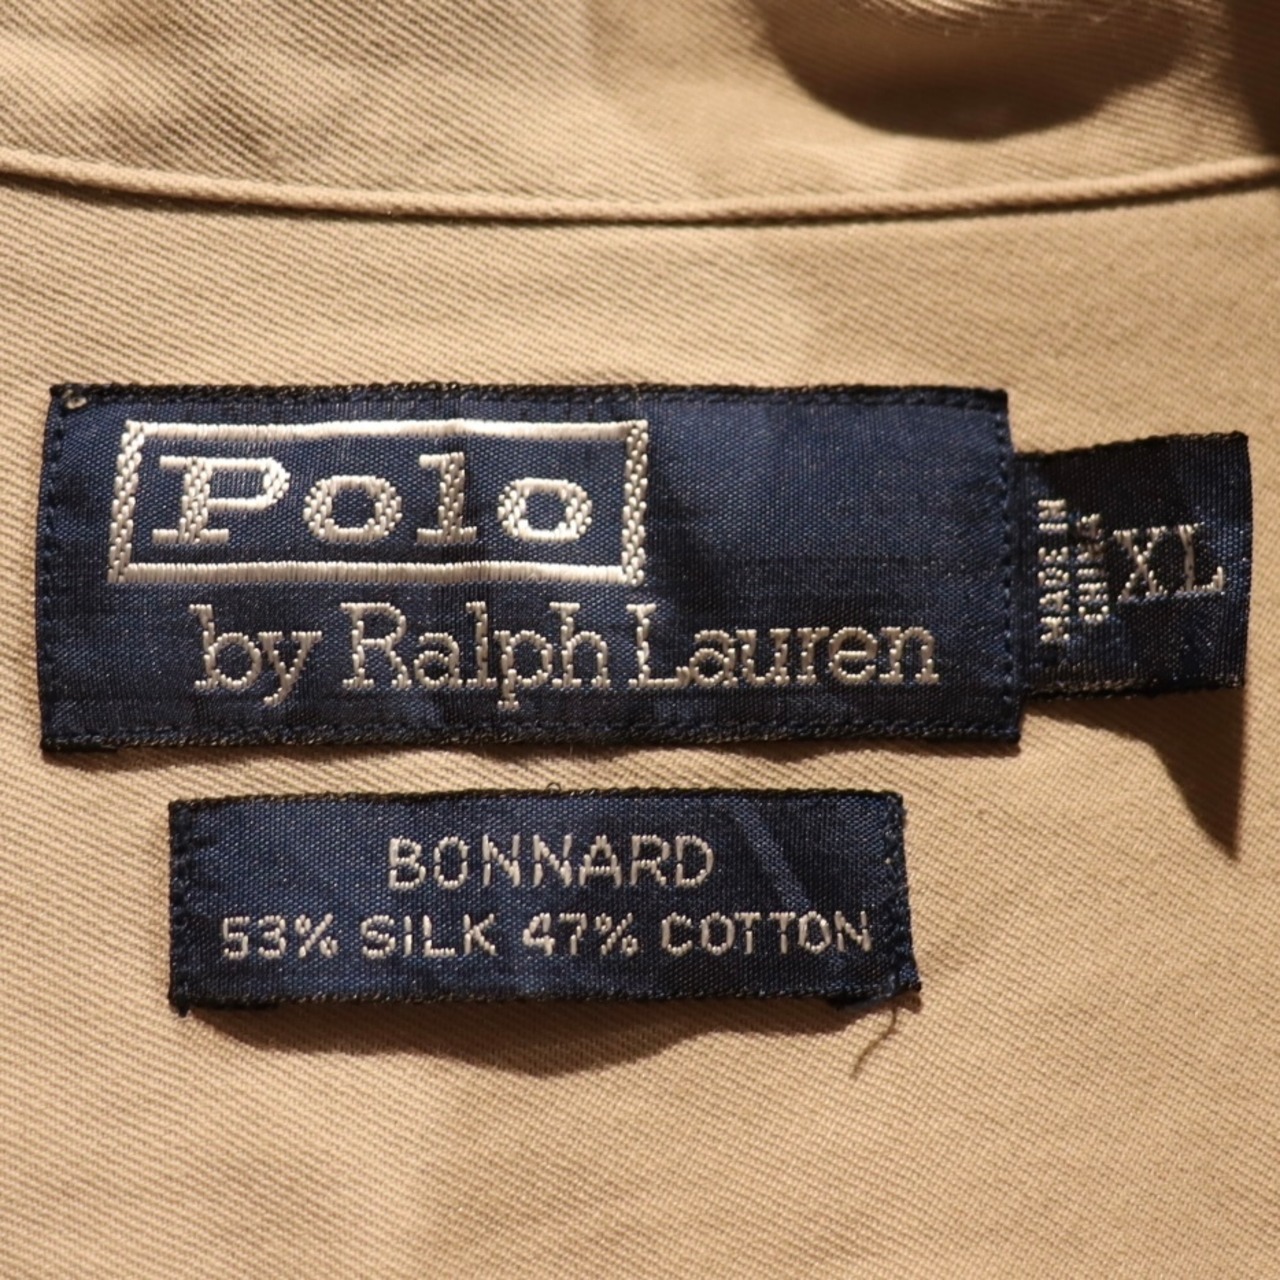 Polo
by Ralph Lauren
MADE IN
CHINA
XL
BONNARD
53% SILK 47% COTTON